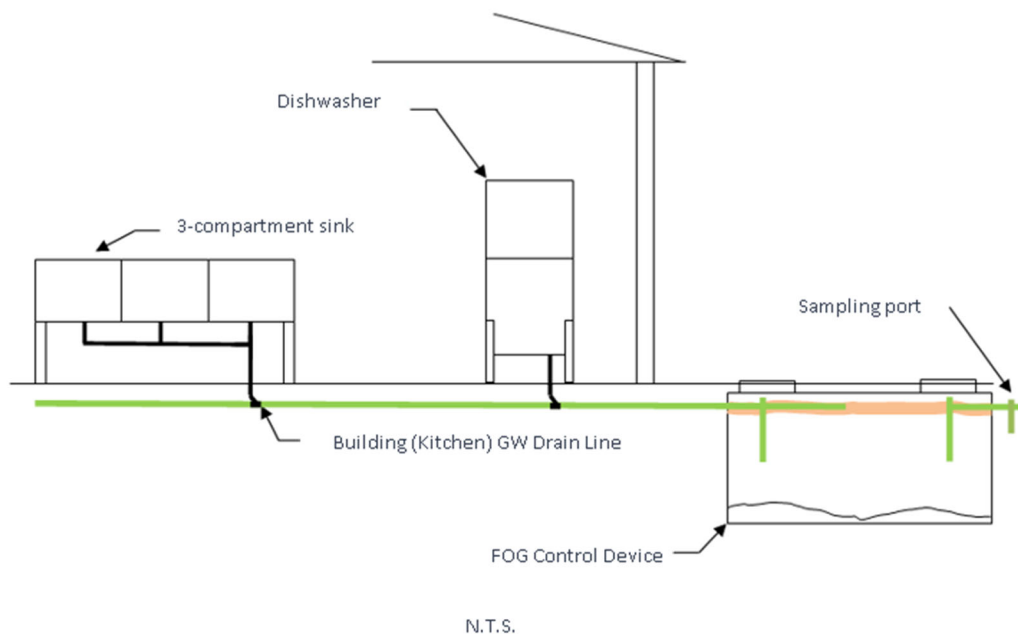 Dishwasher
3-compartment sink
Sampling port
Building (Kitchen) GW Drain Line
FOG Control Device
N.T.S.